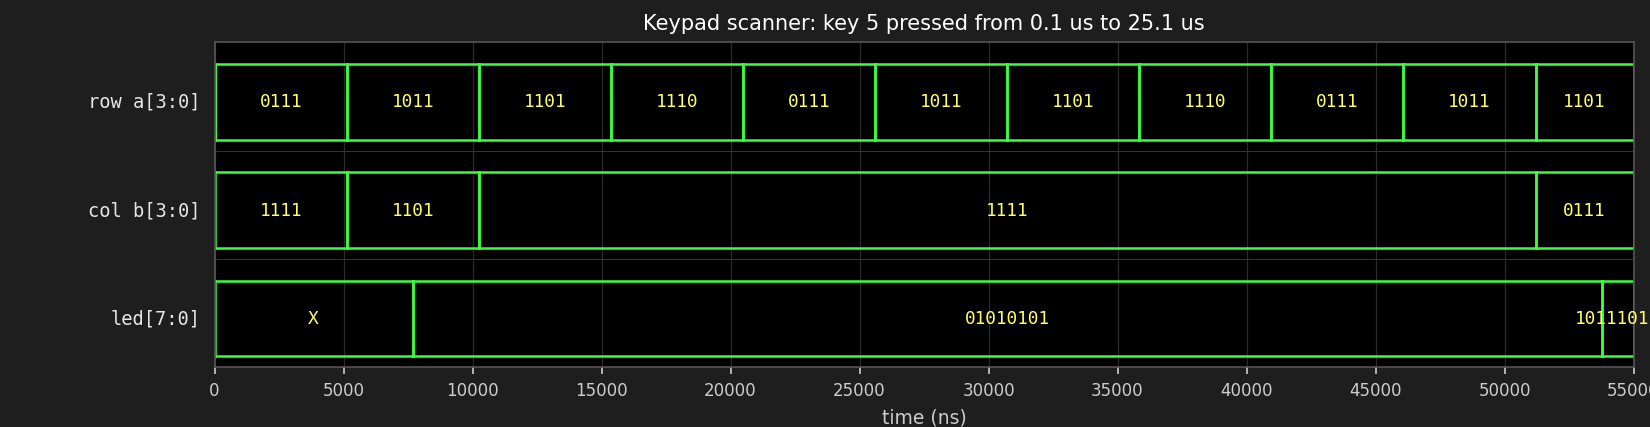 Keypad scanner: key 5 pressed from 0.1 us to 25.1 us
row a[3:0] 0111 1011 1101 1110 0111 1011 1101 1110 0111 1011 1101
col b[3:0] 1111 1101 1111 0111
led[7:0] X 01010101 1011101
0 5000 10000 15000 20000 25000 30000 35000 40000 45000 50000 5500
time (ns)